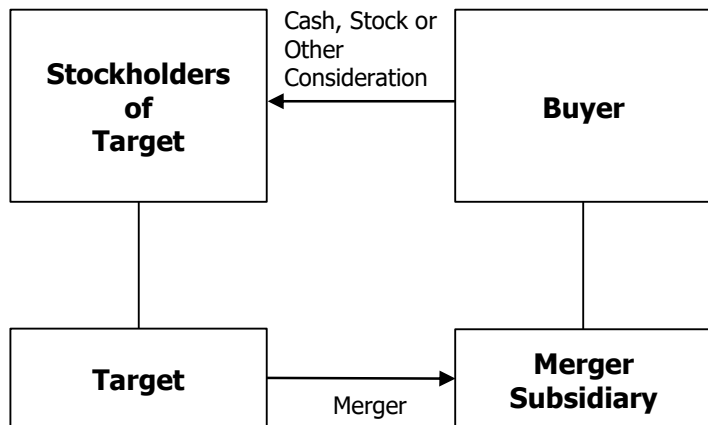 Cash, Stock or
Other
Consideration
Stockholders
of
Target
Buyer
Target
Merger
Merger
Subsidiary